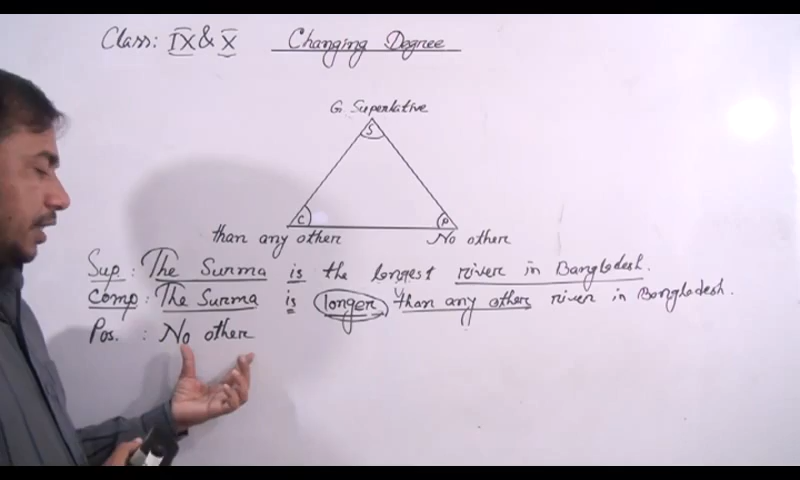 Class: IX & X Changing Degree
G. Superlative
S
C P
than any other No other
Sup: The Surma is the longest river in Bangladesh.
Comp: The Surma is longer than any other river in Bangladesh.
Pos. : No other